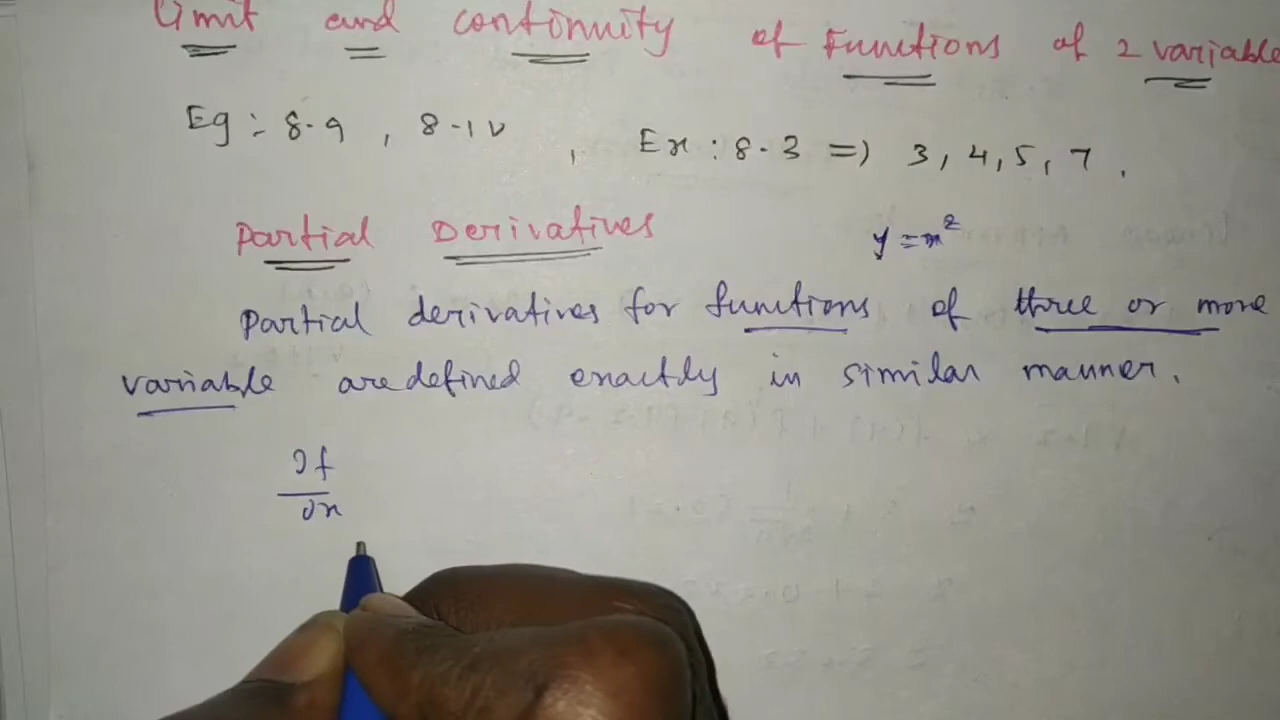 Limit and continuity of Functions of 2 variable
Eg :- 8.9 , 8.10 , Ex : 8.3 => 3, 4, 5, 7 .
Partial Derivatives
y = x²
Partial derivatives for functions of three or more
variable are defined exactly in similar manner.
∂f
∂x